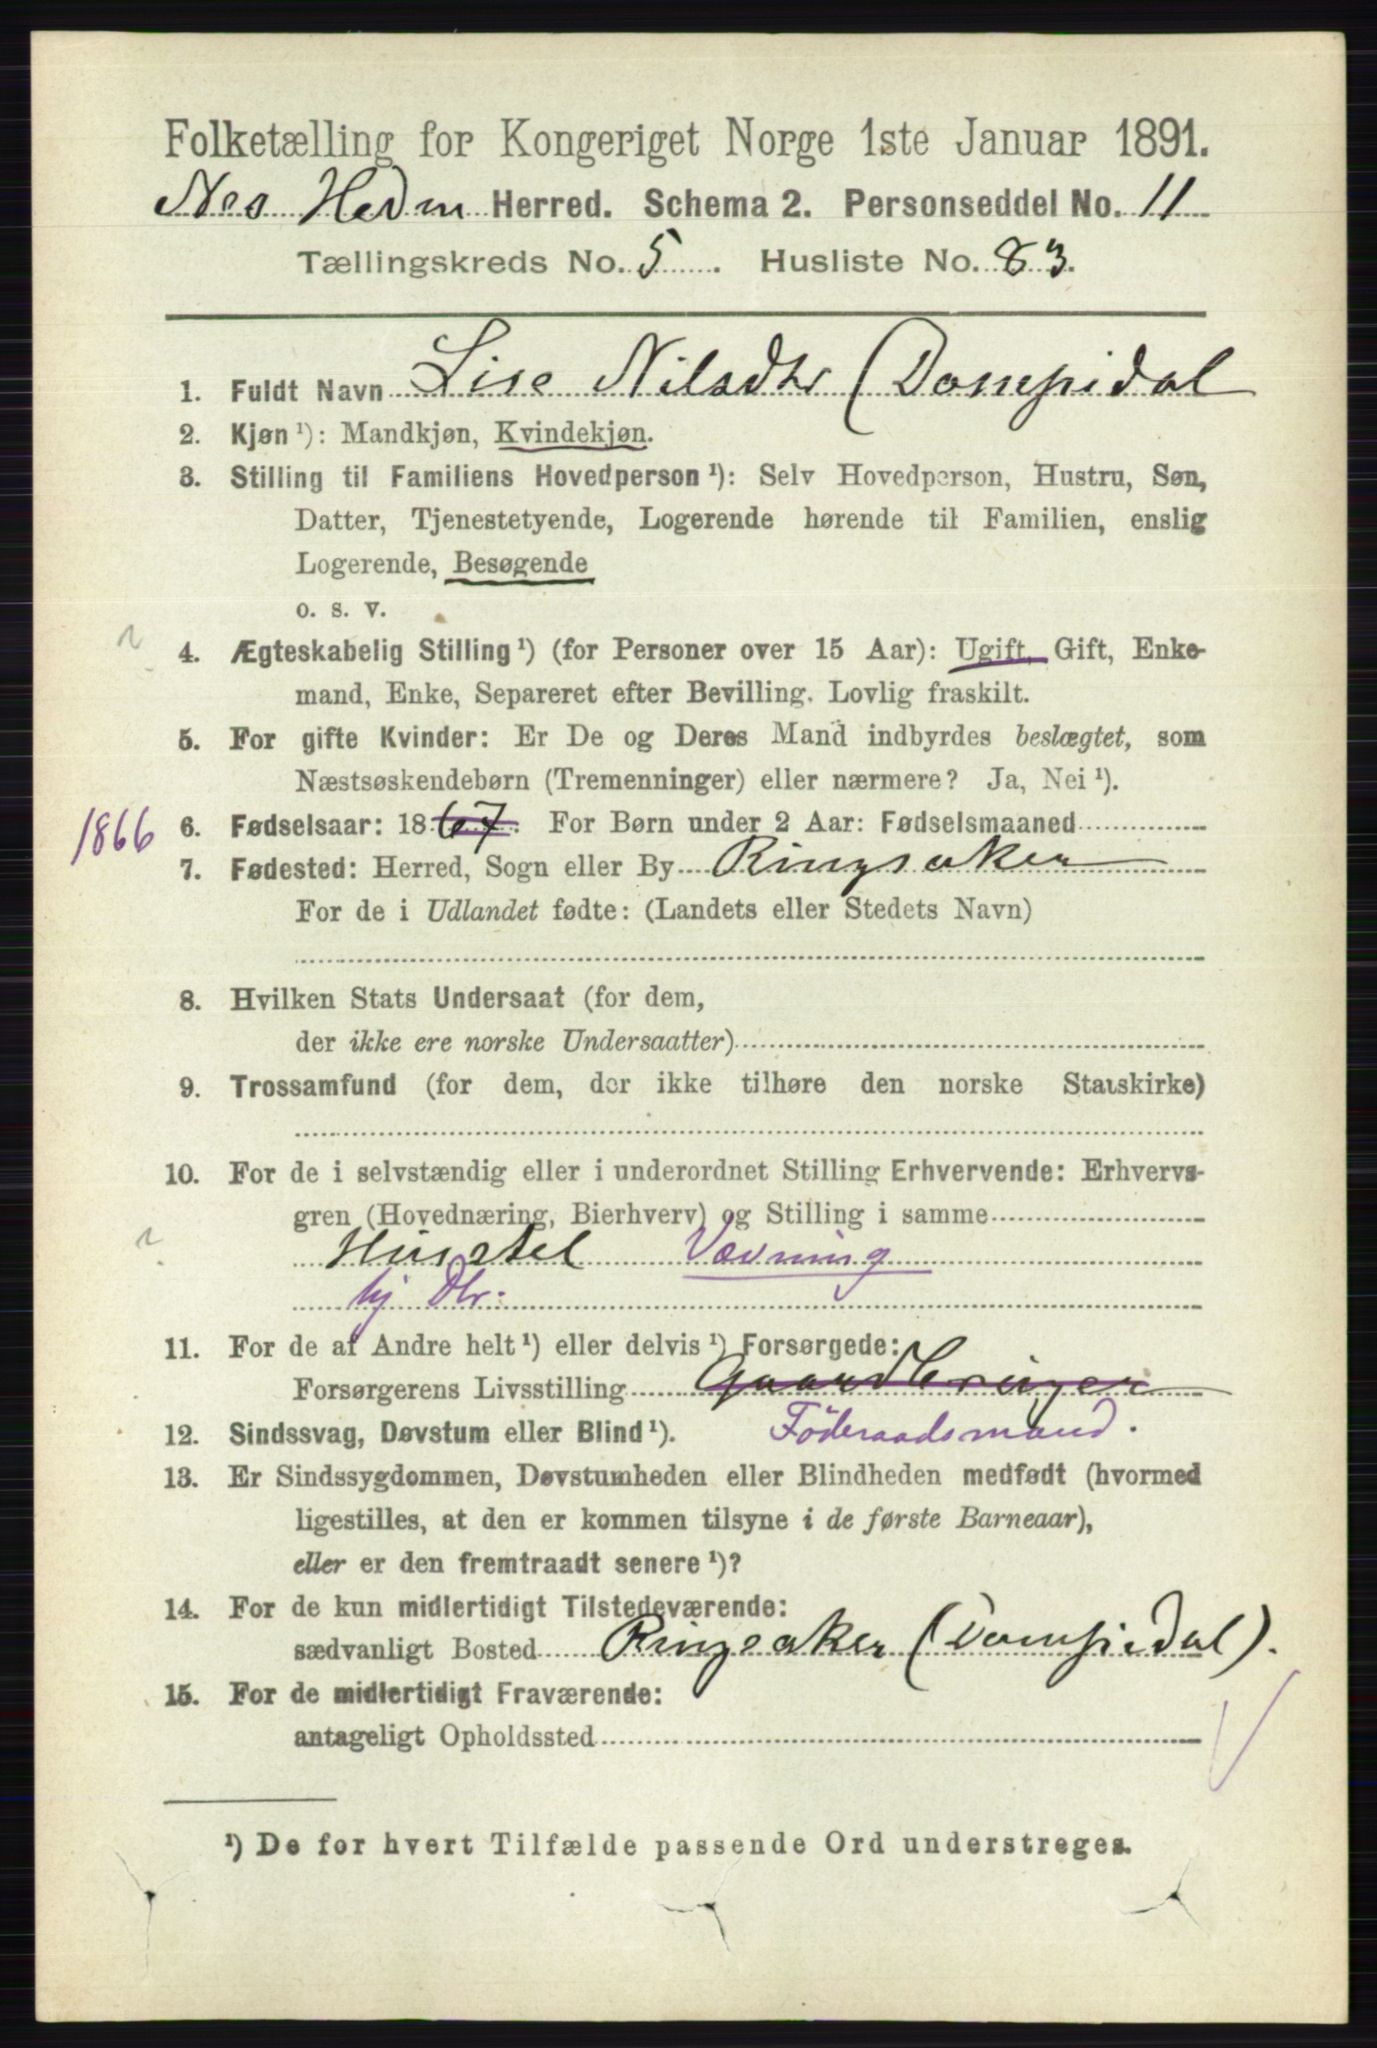 Folketælling for Kongeriget Norge 1ste Januar 1891.
Nes Hedm Herred. Schema 2. Personseddel No. 11
Tællingskreds No. 5. Husliste No. 83.
1. Fuldt Navn Lise Nilsdtr (Dompidal
2. Kjøn ¹): Mandkjøn, Kvindekjøn.
3. Stilling til Familiens Hovedperson ¹): Selv Hovedperson, Hustru, Søn,
Datter, Tjenestetyende, Logerende hørende til Familien, enslig
Logerende, Besøgende
o. s. v.
4. Ægteskabelig Stilling ¹) (for Personer over 15 Aar): Ugift, Gift, Enke-
mand, Enke, Separeret efter Bevilling. Lovlig fraskilt.
5. For gifte Kvinder: Er De og Deres Mand indbyrdes beslægtet, som
Næstsøskendebørn (Tremenninger) eller nærmere? Ja, Nei ¹).
1866 6. Fødselsaar: 1867. For Børn under 2 Aar: Fødselsmaaned
7. Fødested: Herred, Sogn eller By Ringsaker
For de i Udlandet fødte: (Landets eller Stedets Navn)
8. Hvilken Stats Undersaat (for dem,
der ikke ere norske Undersaatter)
9. Trossamfund (for dem, der ikke tilhøre den norske Statskirke)
10. For de i selvstændig eller i underordnet Stilling Erhvervende: Erhvervs-
gren (Hovednæring, Bierhverv) og Stilling i samme
Husstel Vævning
hj Dtr.
11. For de af Andre helt ¹) eller delvis ¹) Forsørgede:
Forsørgerens Livsstilling Gaardbruger
12. Sindssvag, Døvstum eller Blind ¹). Föderaadsmand.
13. Er Sindssygdommen, Døvstumheden eller Blindheden medfødt (hvormed
ligestilles, at den er kommen tilsyne i de første Barneaar),
eller er den fremtraadt senere ¹)?
14. For de kun midlertidigt Tilstedeværende:
sædvanligt Bosted Ringsaker (Dompidal).
15. For de midlertidigt Fraværende:
antageligt Opholdssted
¹) De for hvert Tilfælde passende Ord understreges.